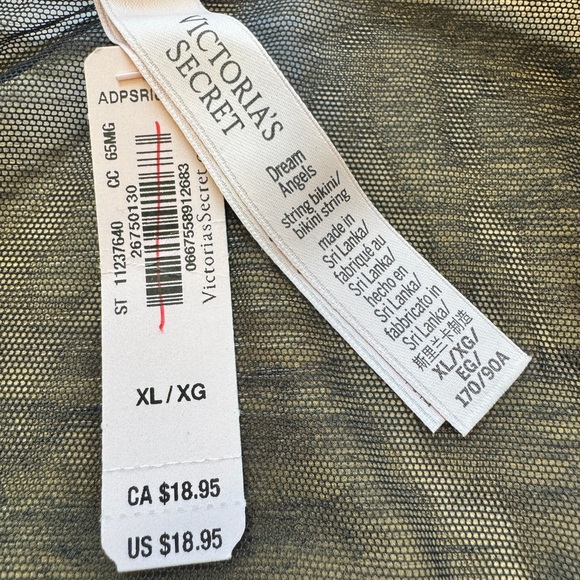 ADPSRI
ST 11237640 CC 65MG
26750130
0667558912683
VictoriasSecret.
XL/XG
CA $18.95
US $18.95
VICTORIA'S
SECRET
Dream
Angels
string bikini/
bikini string
made in
Sri Lanka/
fabriqué au
Sri Lanka/
hecho en
Sri Lanka/
fabbricato in
Sri Lanka/
斯里兰卡制造
XL/XG/
EG/
170/90A